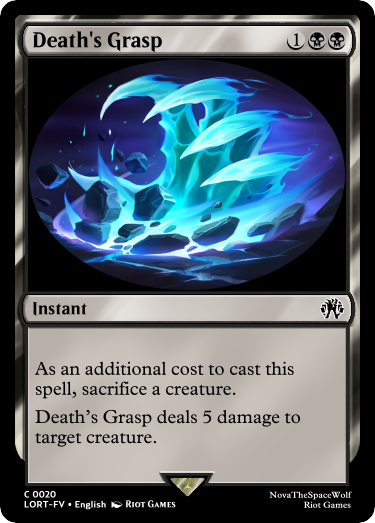 Death's Grasp 1
Instant
As an additional cost to cast this
spell, sacrifice a creature.
Death's Grasp deals 5 damage to
target creature.
C 0020 NovaTheSpaceWolf
LORT-FV • English RIOT GAMES Riot Games